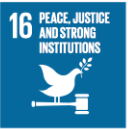 16 PEACE, JUSTICE
AND STRONG
INSTITUTIONS